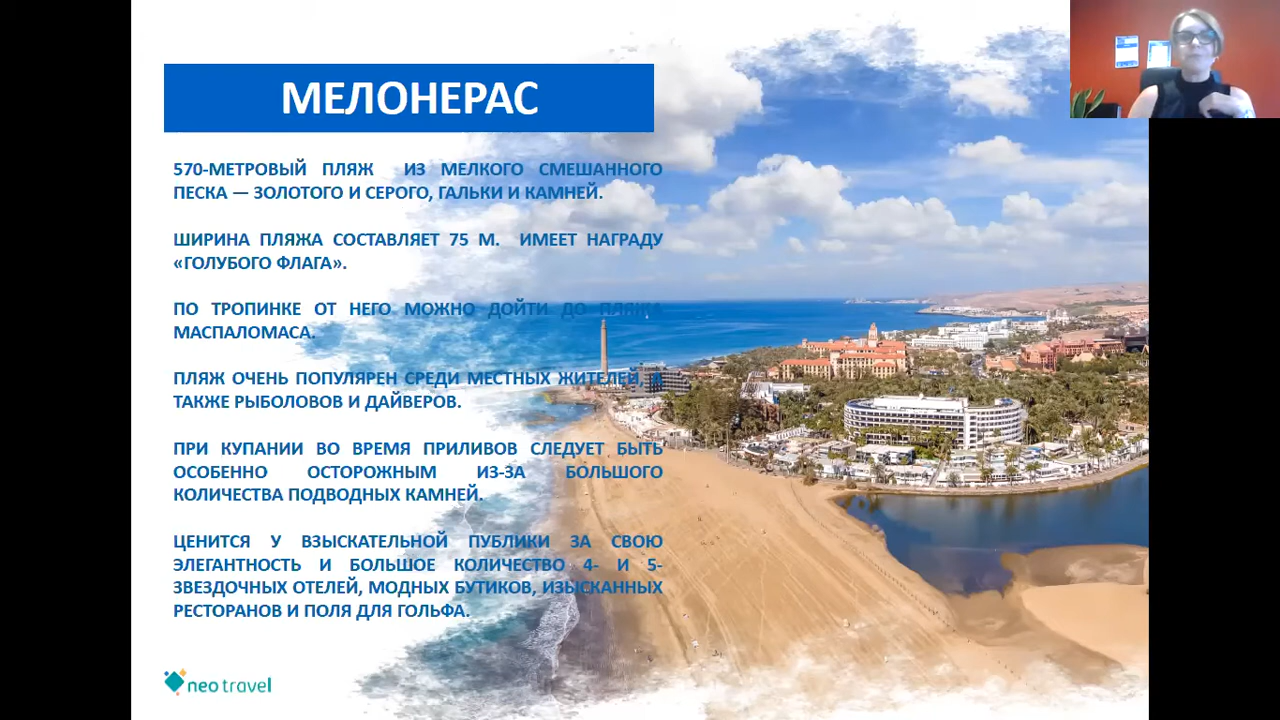 МЕЛОНЕРАС
570-МЕТРОВЫЙ ПЛЯЖ ИЗ МЕЛКОГО СМЕШАННОГО
ПЕСКА — ЗОЛОТОГО И СЕРОГО, ГАЛЬКИ И КАМНЕЙ.
ШИРИНА ПЛЯЖА СОСТАВЛЯЕТ 75 М. ИМЕЕТ НАГРАДУ
«ГОЛУБОГО ФЛАГА».
ПО ТРОПИНКЕ ОТ НЕГО МОЖНО ДОЙТИ ДО ПЛЯЖА
МАСПАЛОМАСА.
ПЛЯЖ ОЧЕНЬ ПОПУЛЯРЕН СРЕДИ МЕСТНЫХ ЖИТЕЛЕЙ, А
ТАКЖЕ РЫБОЛОВОВ И ДАЙВЕРОВ.
ПРИ КУПАНИИ ВО ВРЕМЯ ПРИЛИВОВ СЛЕДУЕТ БЫТЬ
ОСОБЕННО ОСТОРОЖНЫМ ИЗ-ЗА БОЛЬШОГО
КОЛИЧЕСТВА ПОДВОДНЫХ КАМНЕЙ.
ЦЕНИТСЯ У ВЗЫСКАТЕЛЬНОЙ ПУБЛИКИ ЗА СВОЮ
ЭЛЕГАНТНОСТЬ И БОЛЬШОЕ КОЛИЧЕСТВО 4- И 5-
ЗВЕЗДОЧНЫХ ОТЕЛЕЙ, МОДНЫХ БУТИКОВ, ИЗЫСКАННЫХ
РЕСТОРАНОВ И ПОЛЯ ДЛЯ ГОЛЬФА.
neo travel